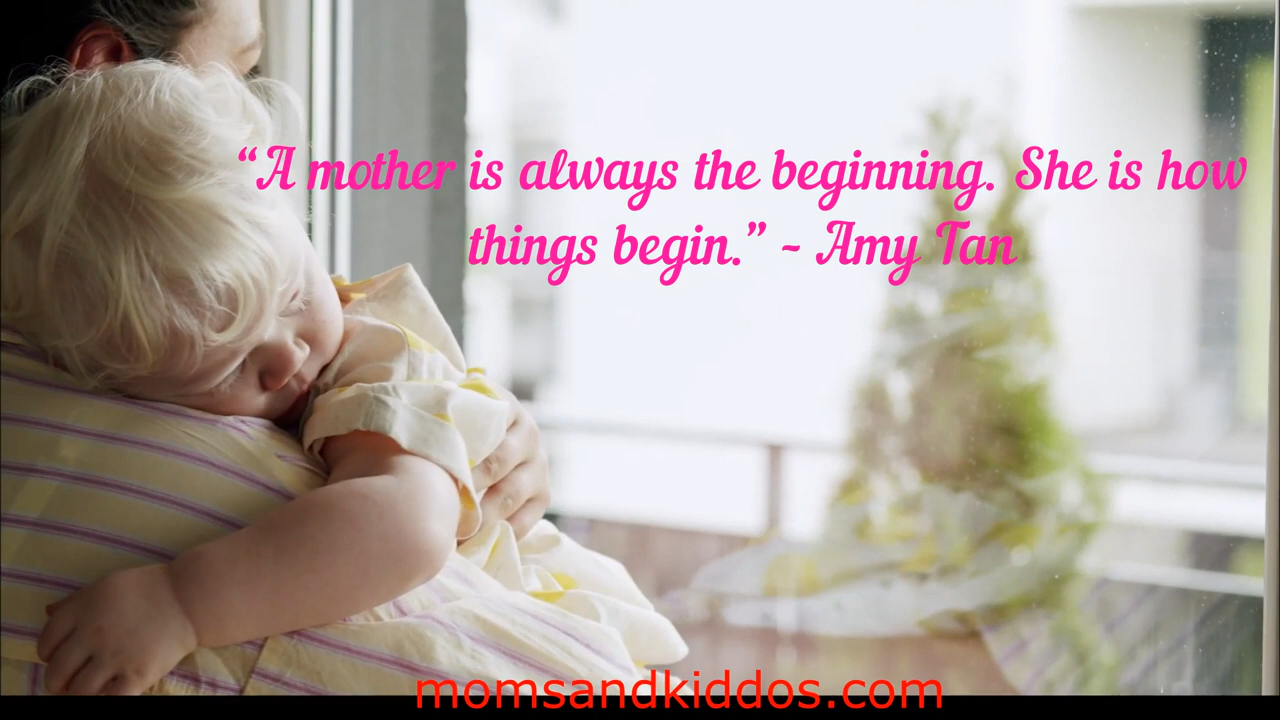 “A mother is always the beginning. She is how
things begin.” ~ Amy Tan
momsandkiddos.com